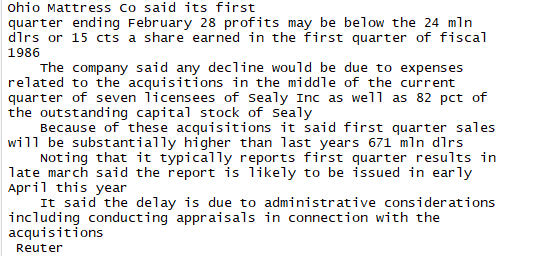 Ohio Mattress Co said its first
quarter ending February 28 profits may be below the 24 mln
dlrs or 15 cts a share earned in the first quarter of fiscal
1986
The company said any decline would be due to expenses
related to the acquisitions in the middle of the current
quarter of seven licensees of Sealy Inc as well as 82 pct of
the outstanding capital stock of Sealy
Because of these acquisitions it said first quarter sales
will be substantially higher than last years 671 mln dlrs
Noting that it typically reports first quarter results in
late march said the report is likely to be issued in early
April this year
It said the delay is due to administrative considerations
including conducting appraisals in connection with the
acquisitions
Reuter